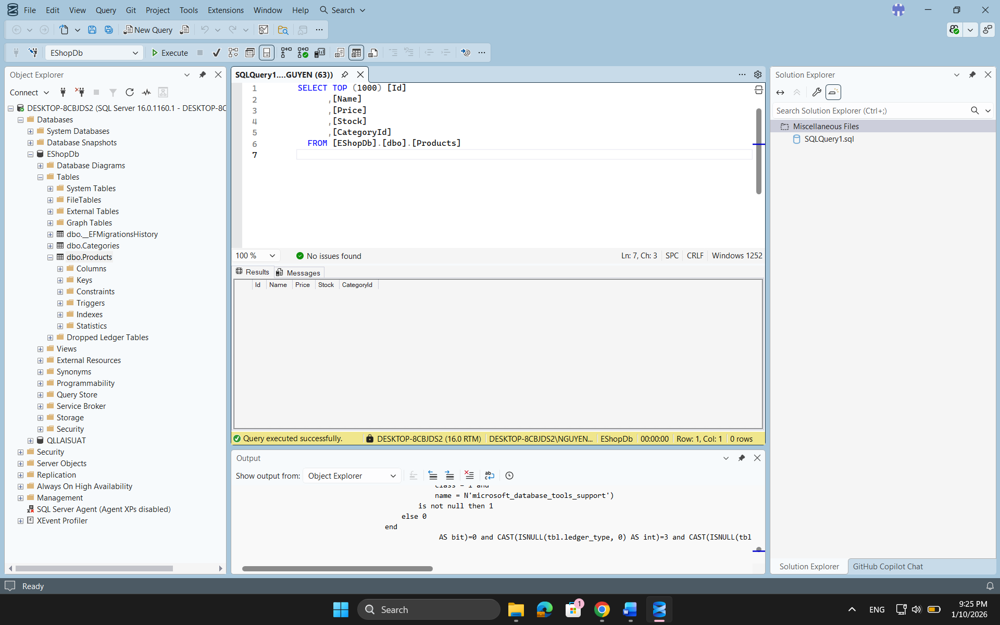 File Edit View Query Git Project Tools Extensions Window Help Search
New Query
EShopDb Execute
Object Explorer
Connect
DESKTOP-8CBJDS2 (SQL Server 16.0.1160.1 - DESKTOP-8C
Databases
System Databases
Database Snapshots
EShopDb
Database Diagrams
Tables
System Tables
FileTables
External Tables
Graph Tables
dbo.__EFMigrationsHistory
dbo.Categories
dbo.Products
Columns
Keys
Constraints
Triggers
Indexes
Statistics
Dropped Ledger Tables
Views
External Resources
Synonyms
Programmability
Query Store
Service Broker
Storage
Security
QLLAISUAT
Security
Server Objects
Replication
Always On High Availability
Management
SQL Server Agent (Agent XPs disabled)
XEvent Profiler
SQLQuery1....GUYEN (63))
1 SELECT TOP (1000) [Id]
2 ,[Name]
3 ,[Price]
4 ,[Stock]
5 ,[CategoryId]
6 FROM [EShopDb].[dbo].[Products]
7
100 % No issues found Ln: 7, Ch: 3 SPC CRLF Windows 1252
Results Messages
Id Name Price Stock CategoryId
Query executed successfully. DESKTOP-8CBJDS2 (16.0 RTM) DESKTOP-8CBJDS2\NGUYEN... EShopDb 00:00:00 Row: 1, Col: 1 0 rows
Output
Show output from: Object Explorer
class = 1 and
name = N'microsoft_database_tools_support')
is not null then 1
else 0
end
AS bit)=0 and CAST(ISNULL(tbl.ledger_type, 0) AS int)=3 and CAST(ISNULL(tbl
Solution Explorer
Search Solution Explorer (Ctrl+;)
Miscellaneous Files
SQLQuery1.sql
Solution Explorer GitHub Copilot Chat
Ready
Search
1
ENG
9:25 PM
1/10/2026